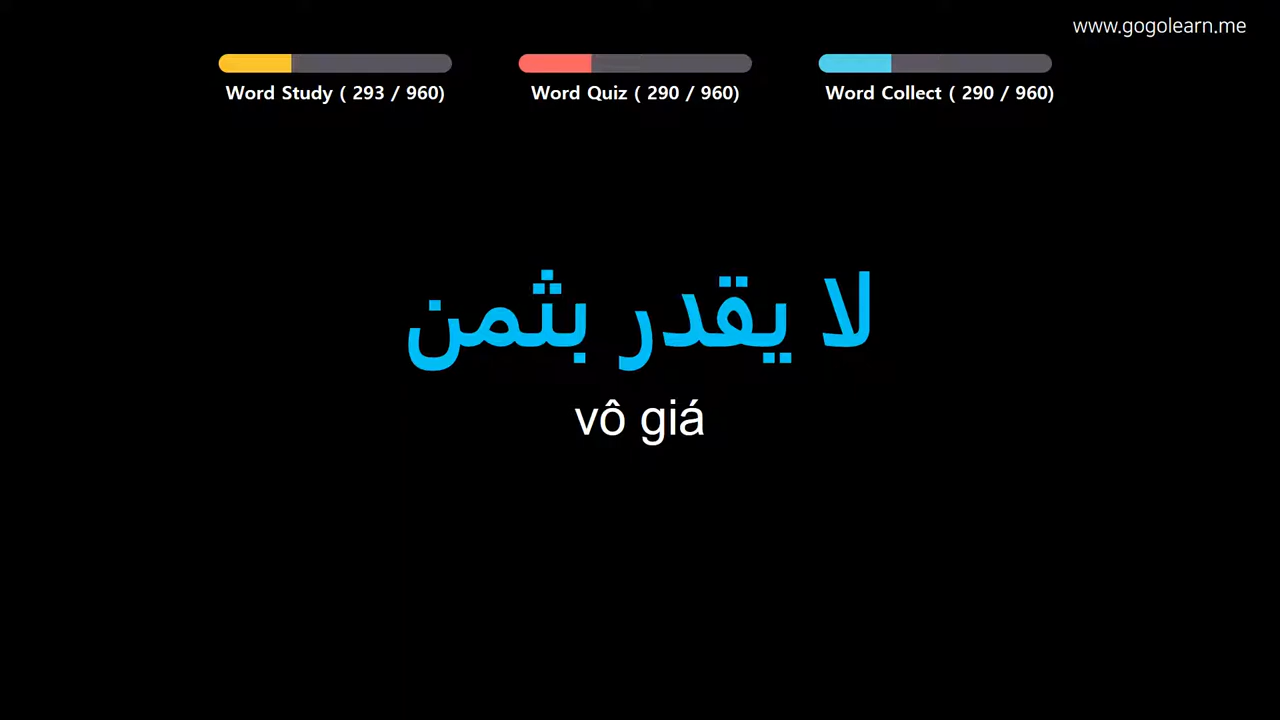 www.gogolearn.me
Word Study ( 293 / 960)
Word Quiz ( 290 / 960)
Word Collect ( 290 / 960)
لا يقدر بثمن
vô giá